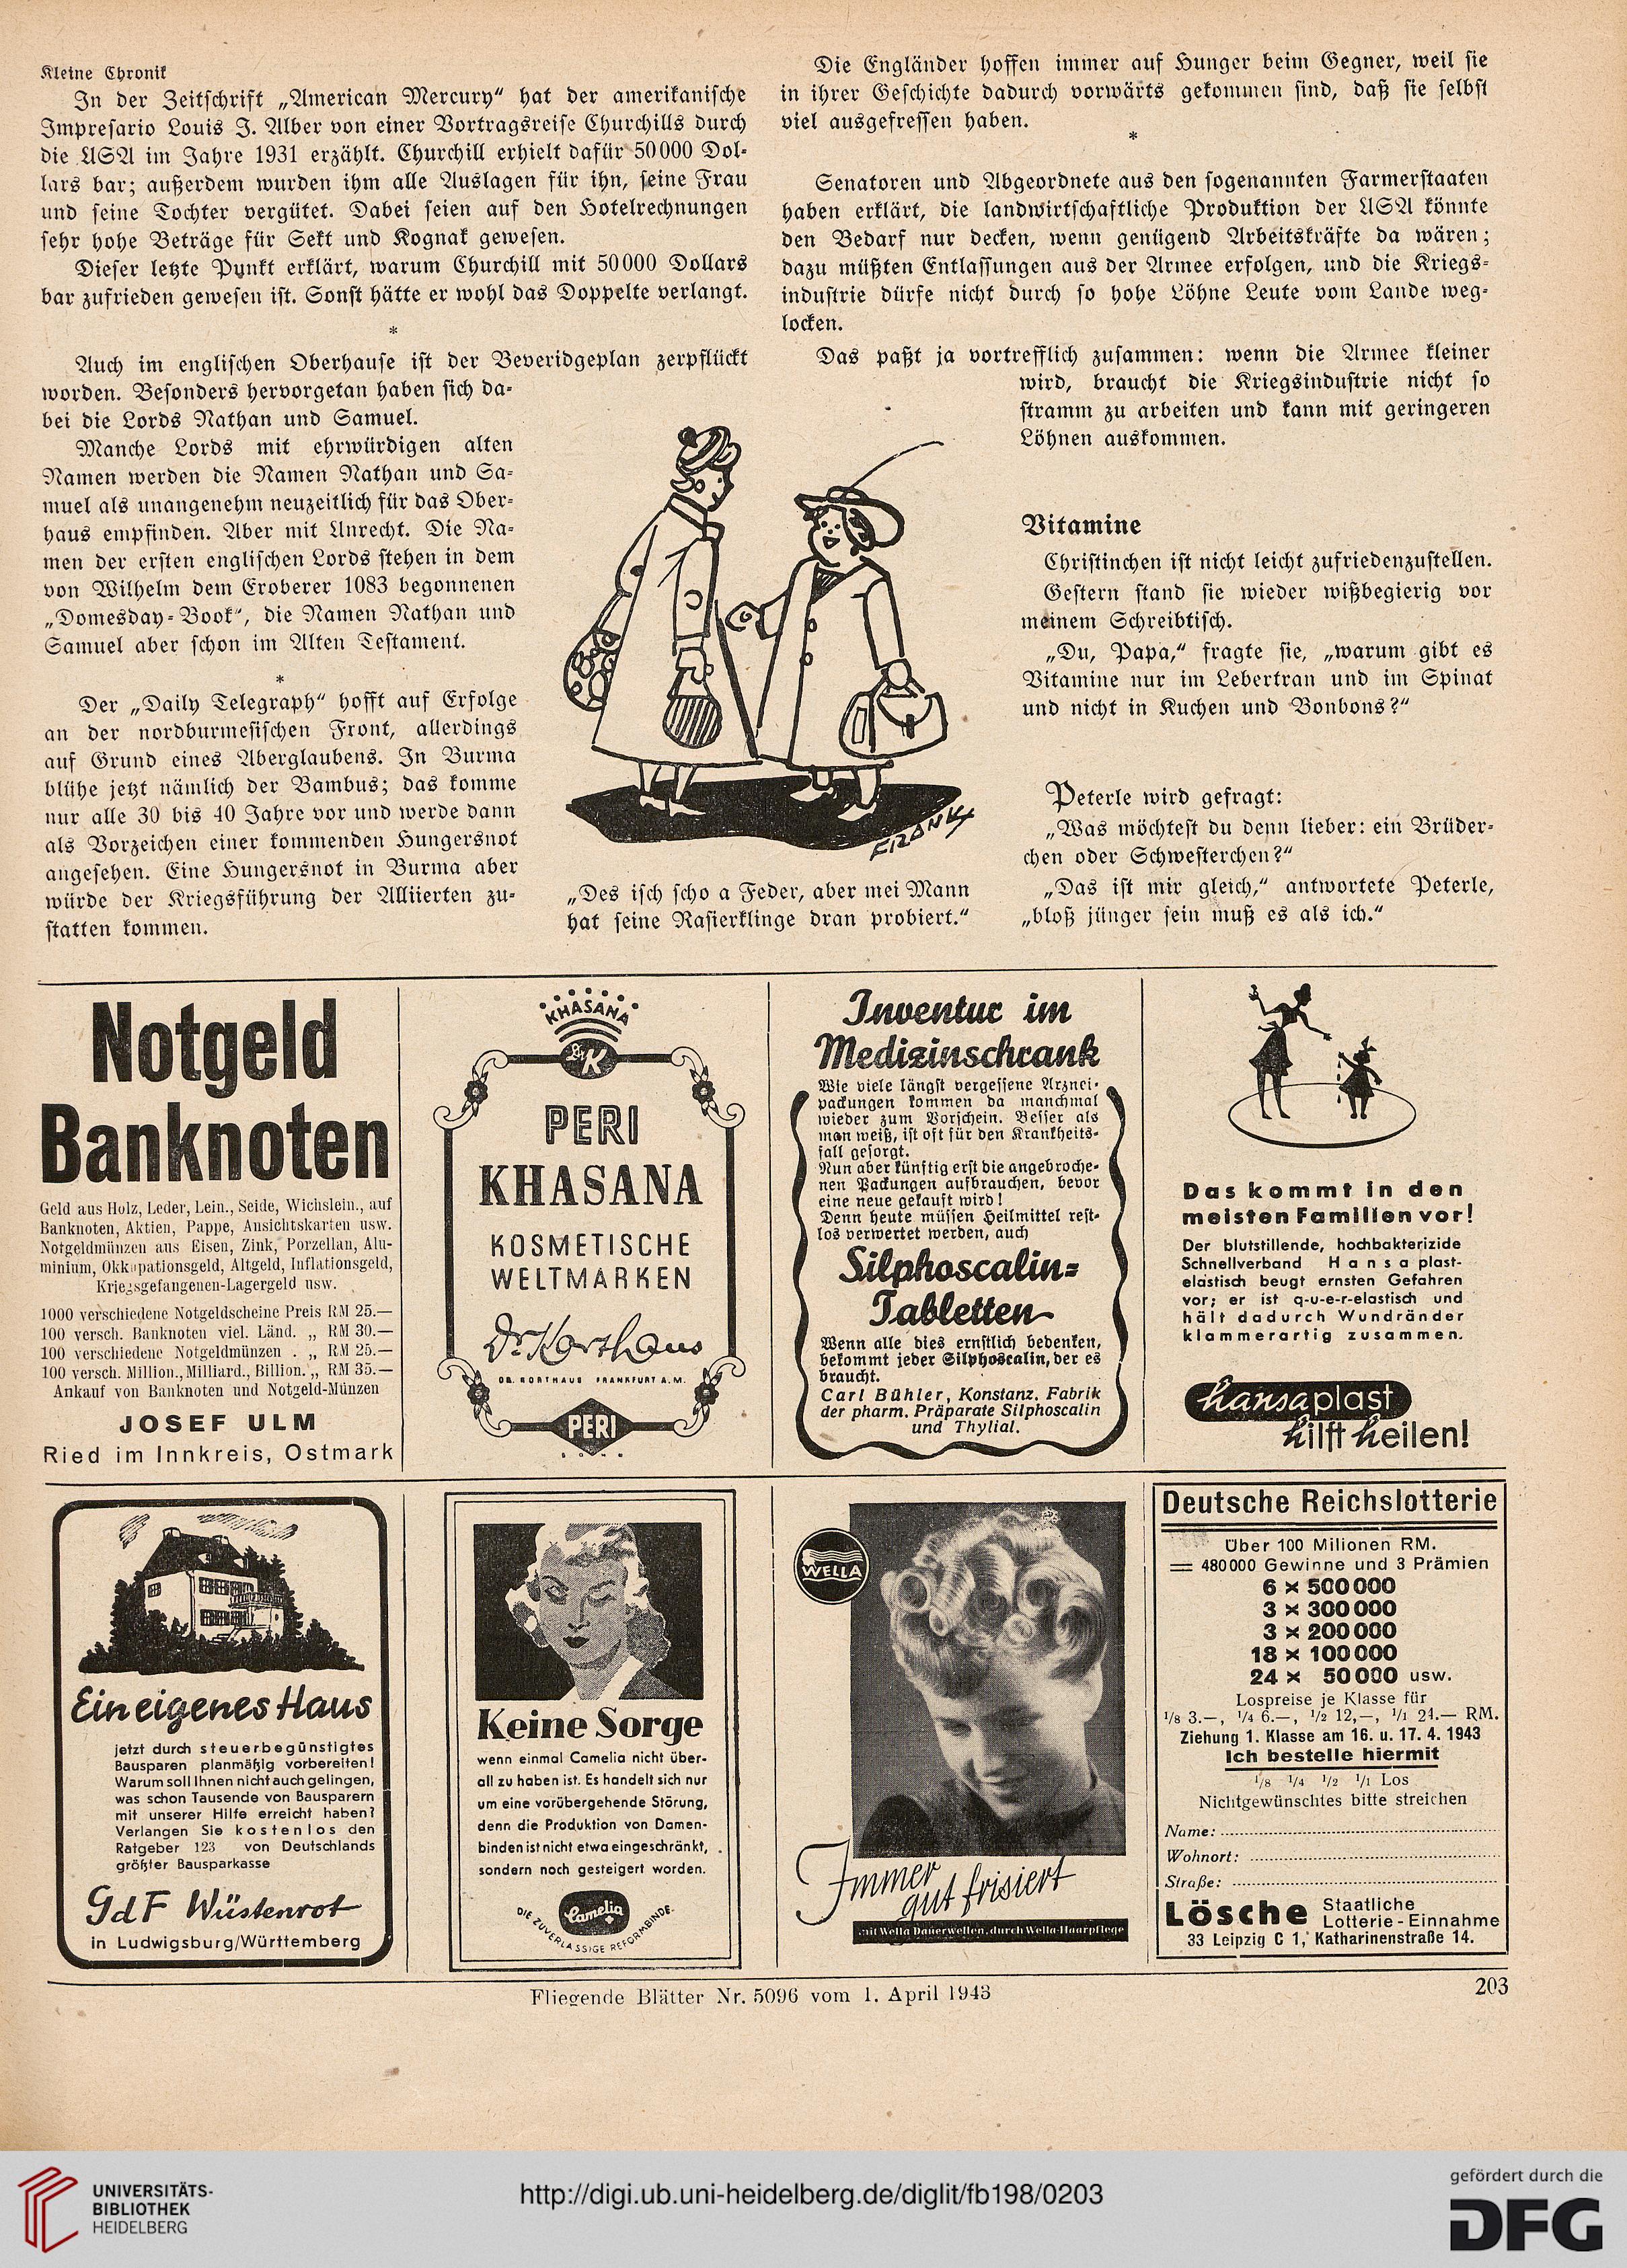 Kleine Chronik
In der Zeitschrift „American Mercury“ hat der amerikanische
Impresario Louis J. Alber von einer Vortragsreise Churchills durch
die USA im Jahre 1931 erzählt. Churchill erhielt dafür 50000 Dol-
lars bar; außerdem wurden ihm alle Auslagen für ihn, seine Frau
und seine Tochter vergütet. Dabei seien auf den Hotelrechnungen
sehr hohe Beträge für Sekt und Kognak gewesen.
Dieser letzte Punkt erklärt, warum Churchill mit 50000 Dollars
bar zufrieden gewesen ist. Sonst hätte er wohl das Doppelte verlangt.
*
Auch im englischen Oberhause ist der Beveridgeplan zerpflückt
worden. Besonders hervorgetan haben sich da-
bei die Lords Nathan und Samuel.
Manche Lords mit ehrwürdigen alten
Namen werden die Namen Nathan und Sa-
muel als unangenehm neuzeitlich für das Ober-
haus empfinden. Aber mit Unrecht. Die Na-
men der ersten englischen Lords stehen in dem
von Wilhelm dem Eroberer 1083 begonnenen
„Domesday-Book“, die Namen Nathan und
Samuel aber schon im Alten Testament.
*
Der „Daily Telegraph“ hofft auf Erfolge
an der nordburmesischen Front, allerdings
auf Grund eines Aberglaubens. In Burma
blühe jetzt nämlich der Bambus; das komme
nur alle 30 bis 40 Jahre vor und werde dann
als Vorzeichen einer kommenden Hungersnot
angesehen. Eine Hungersnot in Burma aber
würde der Kriegsführung der Alliierten zu-
statten kommen.
FRANK
„Des isch scho a Feder, aber mei Mann
hat seine Rasierklinge dran probiert.“
Die Engländer hoffen immer auf Hunger beim Gegner, weil sie
in ihrer Geschichte dadurch vorwärts gekommen sind, daß sie selbst
viel ausgefressen haben.
*
Senatoren und Abgeordnete aus den sogenannten Farmerstaaten
haben erklärt, die landwirtschaftliche Produktion der USA könnte
den Bedarf nur decken, wenn genügend Arbeitskräfte da wären;
dazu müßten Entlassungen aus der Armee erfolgen, und die Kriegs-
industrie dürfe nicht durch so hohe Löhne Leute vom Lande weg-
locken.
Das paßt ja vortrefflich zusammen: wenn die Armee kleiner
wird, braucht die Kriegsindustrie nicht so
stramm zu arbeiten und kann mit geringeren
Löhnen auskommen.
Vitamine
Christinchen ist nicht leicht zufriedenzustellen.
Gestern stand sie wieder wißbegierig vor
meinem Schreibtisch.
„Du, Papa,“ fragte sie, „warum gibt es
Vitamine nur im Lebertran und im Spinat
und nicht in Kuchen und Bonbons?“
Peterle wird gefragt:
„Was möchtest du denn lieber: ein Brüder-
chen oder Schwesterchen?“
„Das ist mir gleich,“ antwortete Peterle,
„bloß jünger sein muß es als ich.“
Notgeld
Banknoten
Geld aus Holz, Leder, Lein., Seide, Wichslein., auf
Banknoten, Aktien, Pappe, Ansichtskarten usw.
Notgeldmünzen aus Eisen, Zink, Porzellan, Alu-
minium, Okkupationsgeld, Altgeld, Inflationsgeld,
Kriegsgefangenen-Lagergeld usw.
1000 verschiedene Notgeldscheine Preis RM 25.—
100 versch. Banknoten viel. Länd. „ RM 30.—
100 verschiedene Notgeldmünzen . „ RM 25.—
100 versch. Million., Milliard., Billion. „ RM 35.—
Ankauf von Banknoten und Notgeld-Münzen
JOSEF ULM
Ried im Innkreis, Ostmark
KHASANA
Dr K
PERI
KHASANA
KOSMETISCHE
WELTMARKEN
Dr. Korthaus
DR. KORTHAUS FRANKFURT A. M.
PERI
Inventur im
Medizinschrank
Wie viele längst vergessene Arznei-
packungen kommen da manchmal
wieder zum Vorschein. Besser als
man weiß, ist oft für den Krankheits-
fall gesorgt.
Nun aber künftig erst die angebroche-
nen Packungen aufbrauchen, bevor
eine neue gekauft wird!
Denn heute müssen Heilmittel rest-
los verwertet werden, auch
Silphoscalin-
Tabletten
Wenn alle dies ernstlich bedenken,
bekommt jeder Silphoscalin, der es
braucht.
Carl Bühler, Konstanz, Fabrik
der pharm. Präparate Silphoscalin
und Thylial.
Das kommt in den
meisten Familien vor!
Der blutstillende, hochbakterizide
Schnellverband Hansaplast-
elastisch beugt ernsten Gefahren
vor; er ist q-u-e-r-elastisch und
hält dadurch Wundränder
klammerartig zusammen.
hansaplast
hilft heilen!
Ein eigenes Haus
jetzt durch steuerbegünstigtes
Bausparen planmäßig vorbereiten!
Warum soll Ihnen nicht auch gelingen,
was schon Tausende von Bausparern
mit unserer Hilfe erreicht haben?
Verlangen Sie kostenlos den
Ratgeber 123 von Deutschlands
größter Bausparkasse
GdF Wüstenrot
in Ludwigsburg/Württemberg
Keine Sorge
wenn einmal Camelia nicht über-
all zu haben ist. Es handelt sich nur
um eine vorübergehende Störung,
denn die Produktion von Damen-
binden ist nicht etwa eingeschränkt,
sondern noch gesteigert worden.
Camelia
DIE ZUVERLÄSSIGE REFORMBINDE.
WELLA
Immer
gut frisiert
mit Wella Dauerwellen, durch Wella-Haarpflege
Deutsche Reichslotterie
Über 100 Milionen RM.
= 480000 Gewinne und 3 Prämien
6 × 500000
3 × 300000
3 × 200000
18 × 100000
24 × 50000 usw.
Lospreise je Klasse für
1/8 3.—, 1/4 6.—, 1/2 12,—, 1/1 24.— RM.
Ziehung 1. Klasse am 16. u. 17. 4. 1943
Ich bestelle hiermit
1/8 1/4 1/2 1/1 Los
Nichtgewünschtes bitte streichen
Name:
Wohnort:
Straße:
Lösche Staatliche
Lotterie-Einnahme
33 Leipzig C 1, Katharinenstraße 14.
Fliegende Blätter Nr. 5096 vom 1. April 1943
203
UNIVERSITÄTS-
BIBLIOTHEK
HEIDELBERG
http://digi.ub.uni-heidelberg.de/diglit/fb198/0203
gefördert durch die
DFG